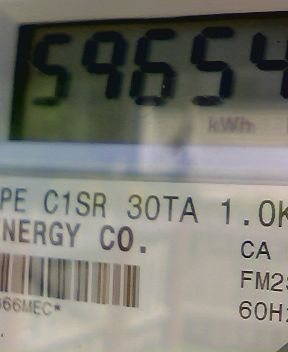 59654
kWh
PE C1SR 30TA 1.0K
NERGY CO.
CA
FM2S
60Hz
66MEC*